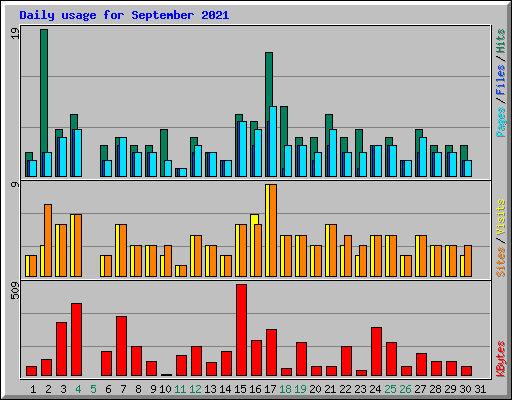 Daily usage for September 2021
19
Pages / Files / Hits
9
Sites / Visits
509
KBytes
1 2 3 4 5 6 7 8 9 10 11 12 13 14 15 16 17 18 19 20 21 22 23 24 25 26 27 28 29 30 31